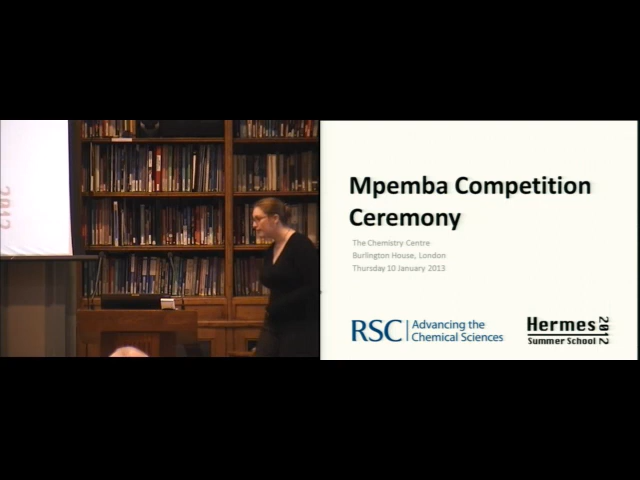 Mpemba Competition
Ceremony
The Chemistry Centre
Burlington House, London
Thursday 10 January 2013
RSC
Advancing the
Chemical Sciences
Hermes
Summer School
2012
2012